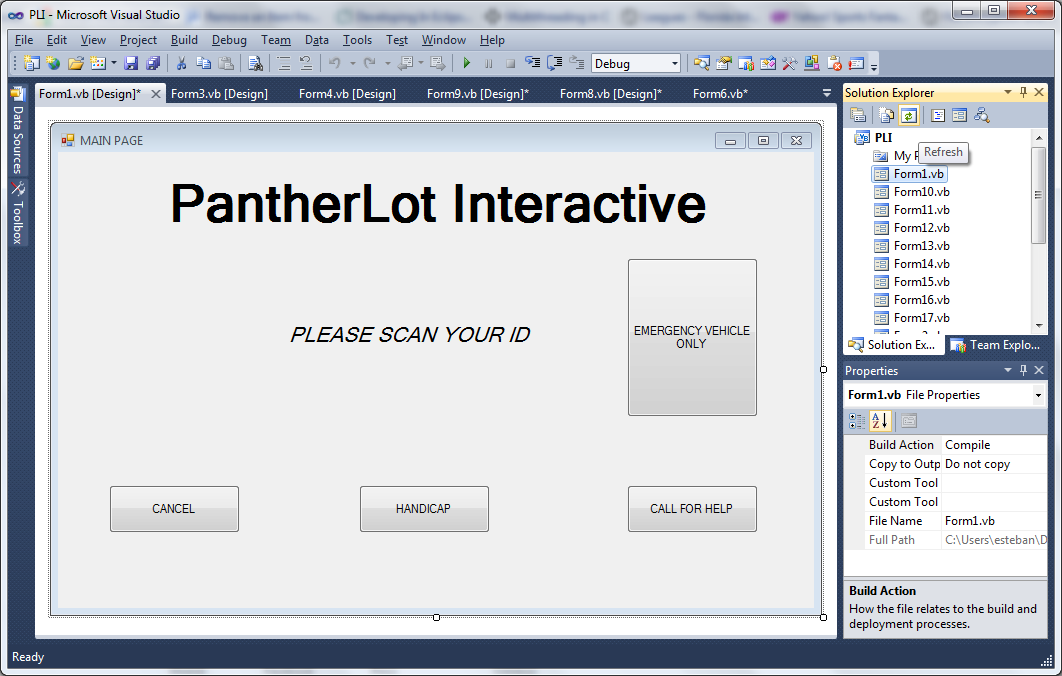 PLI - Microsoft Visual Studio
File Edit View Project Build Debug Team Data Tools Test Window Help
Debug
Data Sources
Toolbox
Form1.vb [Design]* Form3.vb [Design] Form4.vb [Design] Form9.vb [Design]* Form8.vb [Design]* Form6.vb*
MAIN PAGE
PantherLot Interactive
PLEASE SCAN YOUR ID
EMERGENCY VEHICLE
ONLY
CANCEL HANDICAP CALL FOR HELP
Solution Explorer
PLI
My
Refresh
Form1.vb
Form10.vb
Form11.vb
Form12.vb
Form13.vb
Form14.vb
Form15.vb
Form16.vb
Form17.vb
Solution Ex... Team Explo...
Properties
Form1.vb File Properties
Build Action Compile
Copy to Outp Do not copy
Custom Tool
Custom Tool
File Name Form1.vb
Full Path C:\Users\esteban\D
Build Action
How the file relates to the build and
deployment processes.
Ready